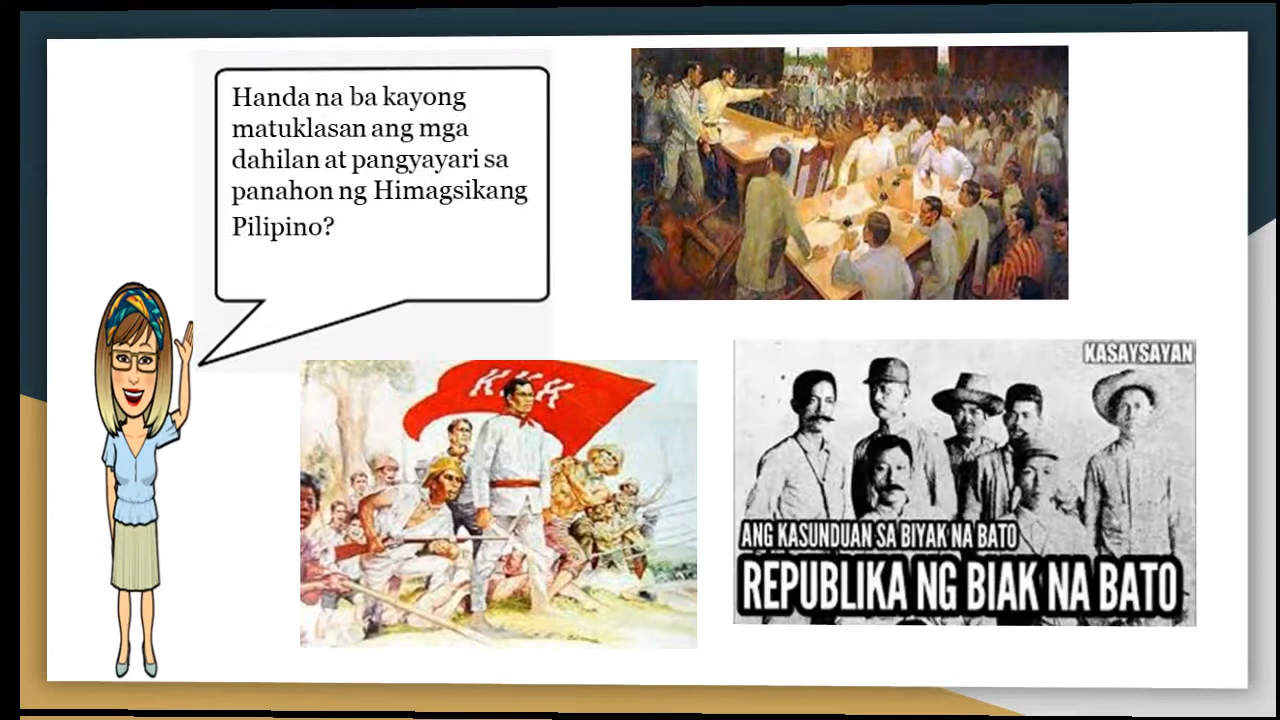 Handa na ba kayong
matuklasan ang mga
dahilan at pangyayari sa
panahon ng Himagsikang
Pilipino?
KKK
KASAYSAYAN
ANG KASUNDUAN SA BIYAK NA BATO
REPUBLIKA NG BIAK NA BATO